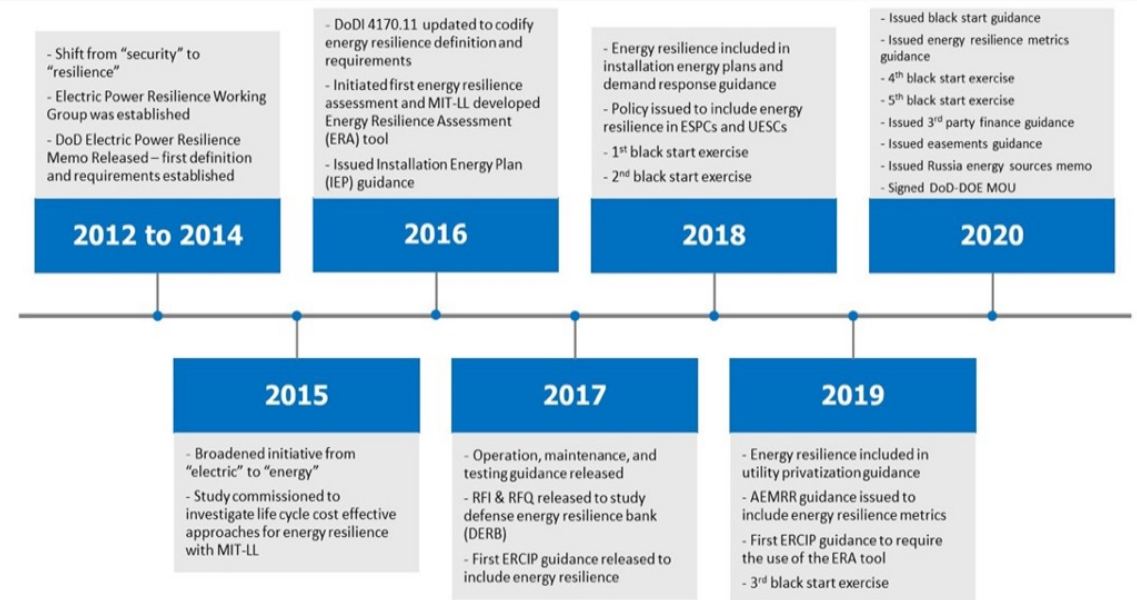 - Shift from “security” to
“resilience”
- Electric Power Resilience Working
Group was established
- DoD Electric Power Resilience
Memo Released – first definition
and requirements established
2012 to 2014
- Broadened initiative from
“electric” to “energy”
- Study commissioned to
investigate life cycle cost effective
approaches for energy resilience
with MIT-LL
2015
- DoDI 4170.11 updated to codify
energy resilience definition and
requirements
- Initiated first energy resilience
assessment and MIT-LL developed
Energy Resilience Assessment
(ERA) tool
- Issued Installation Energy Plan
(IEP) guidance
2016
2017
- Operation, maintenance, and
testing guidance released
- RFI & RFQ released to study
defense energy resilience bank
(DERB)
- First ERCIP guidance released to
include energy resilience
- Energy resilience included in
installation energy plans and
demand response guidance
- Policy issued to include energy
resilience in ESPCs and UESCs
- 1st black start exercise
- 2nd black start exercise
2018
2019
- Energy resilience included in
utility privatization guidance
- AEMRR guidance issued to
include energy resilience metrics
- First ERCIP guidance to require
the use of the ERA tool
- 3rd black start exercise
- Issued black start guidance
- Issued energy resilience metrics
guidance
- 4th black start exercise
- 5th black start exercise
- Issued 3rd party finance guidance
- Issued easements guidance
- Issued Russia energy sources memo
- Signed DoD-DOE MOU
2020